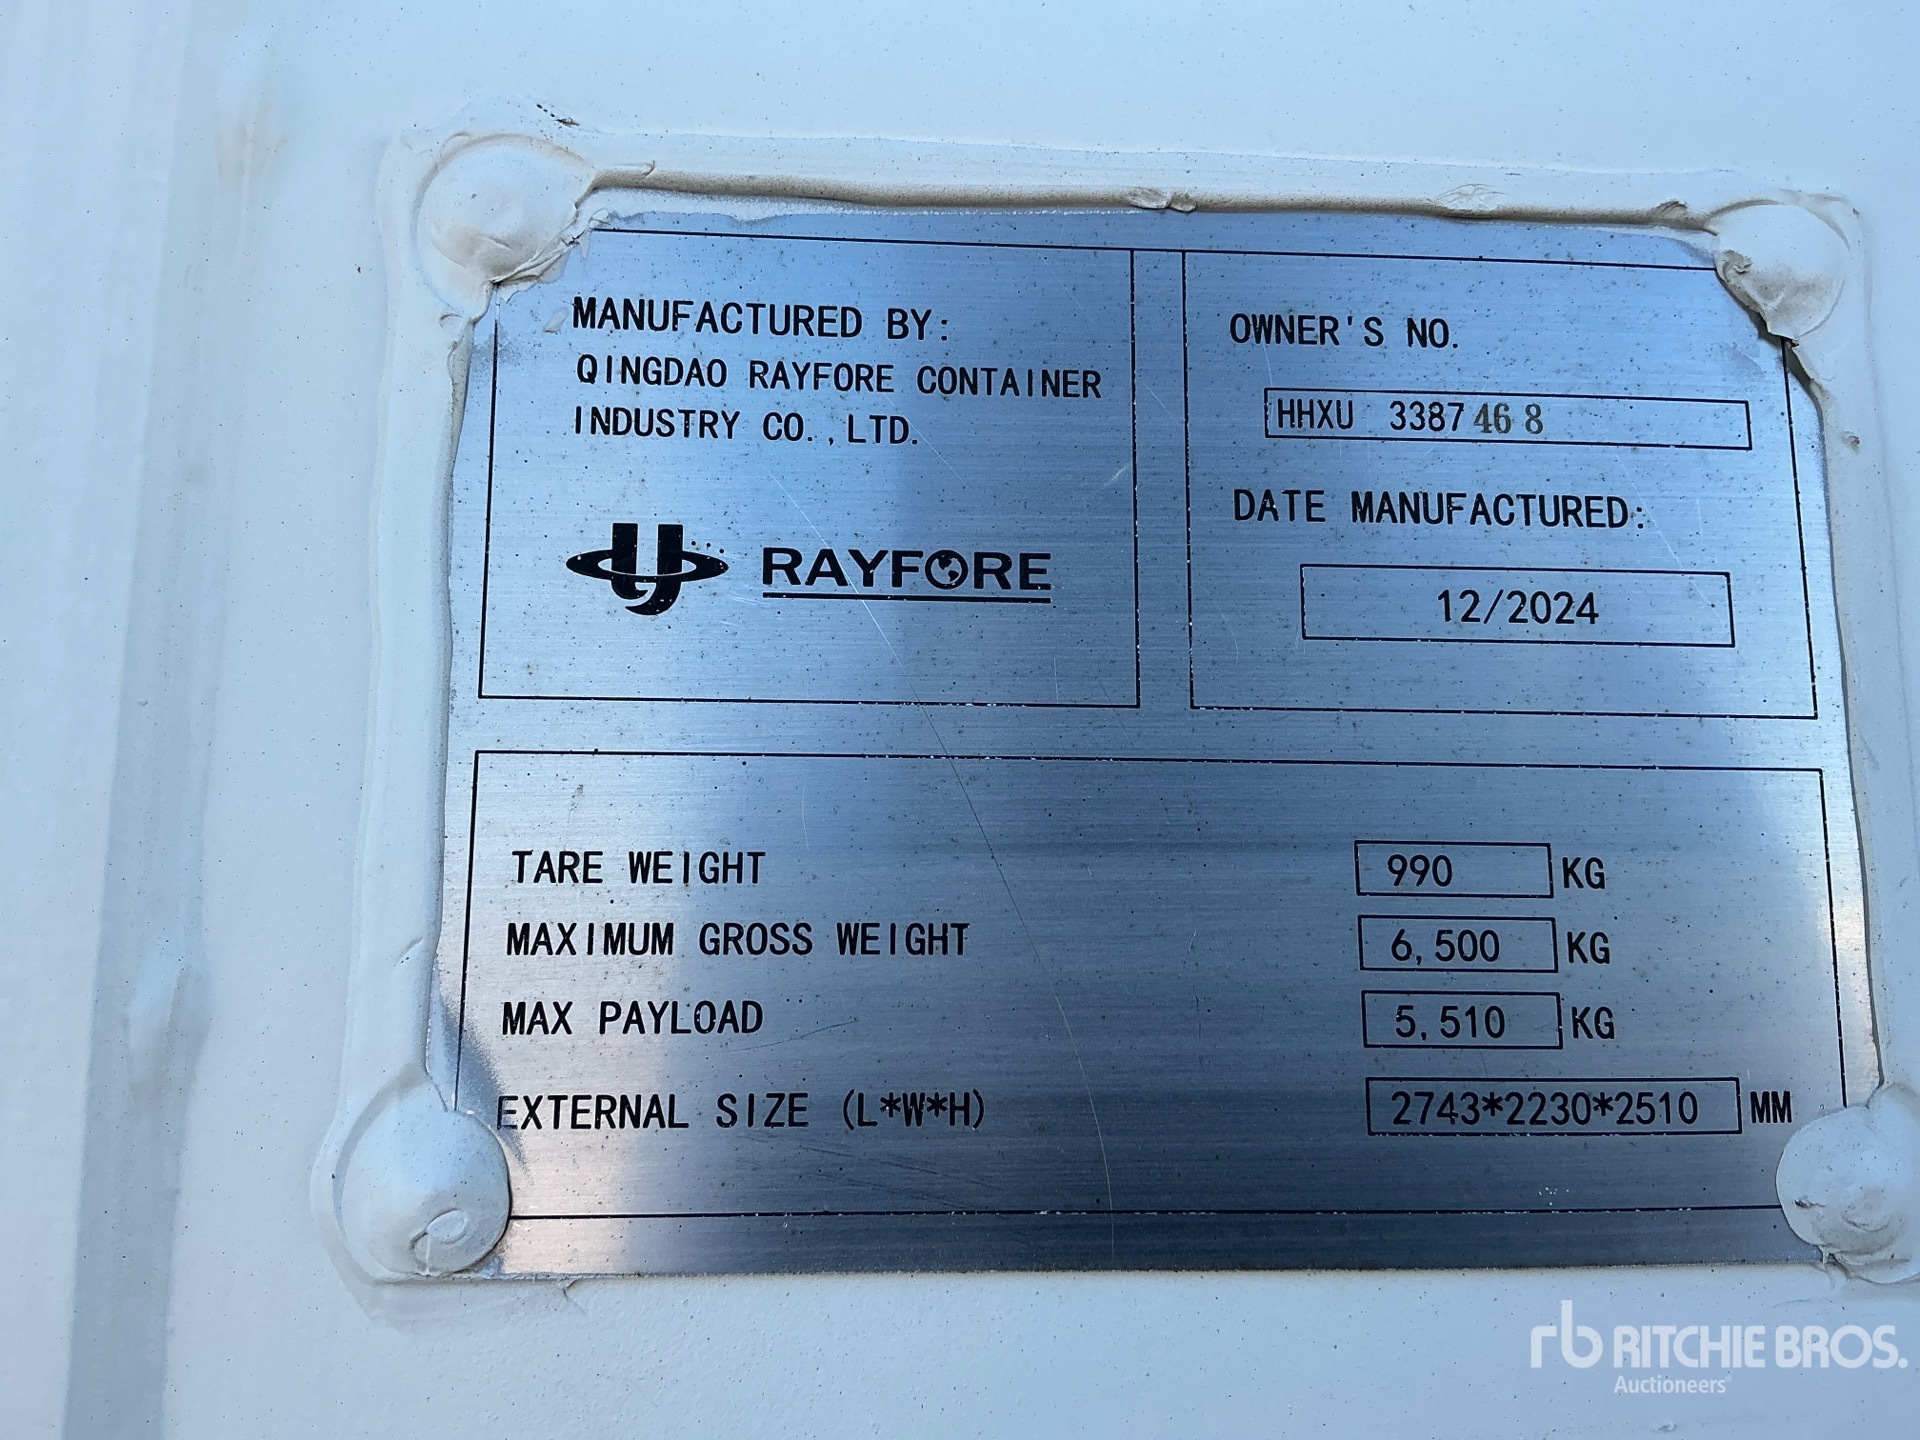 MANUFACTURED BY:
QINGDAO RAYFORE CONTAINER
INDUSTRY CO.,LTD.
RAYFORE
OWNER'S NO.
HHXU 3387 46 8
DATE MANUFACTURED:
12/2024
TARE WEIGHT 990 KG
MAXIMUM GROSS WEIGHT 6,500 KG
MAX PAYLOAD 5,510 KG
EXTERNAL SIZE (L*W*H) 2743*2230*2510 MM
rb RITCHIE BROS.
Auctioneers